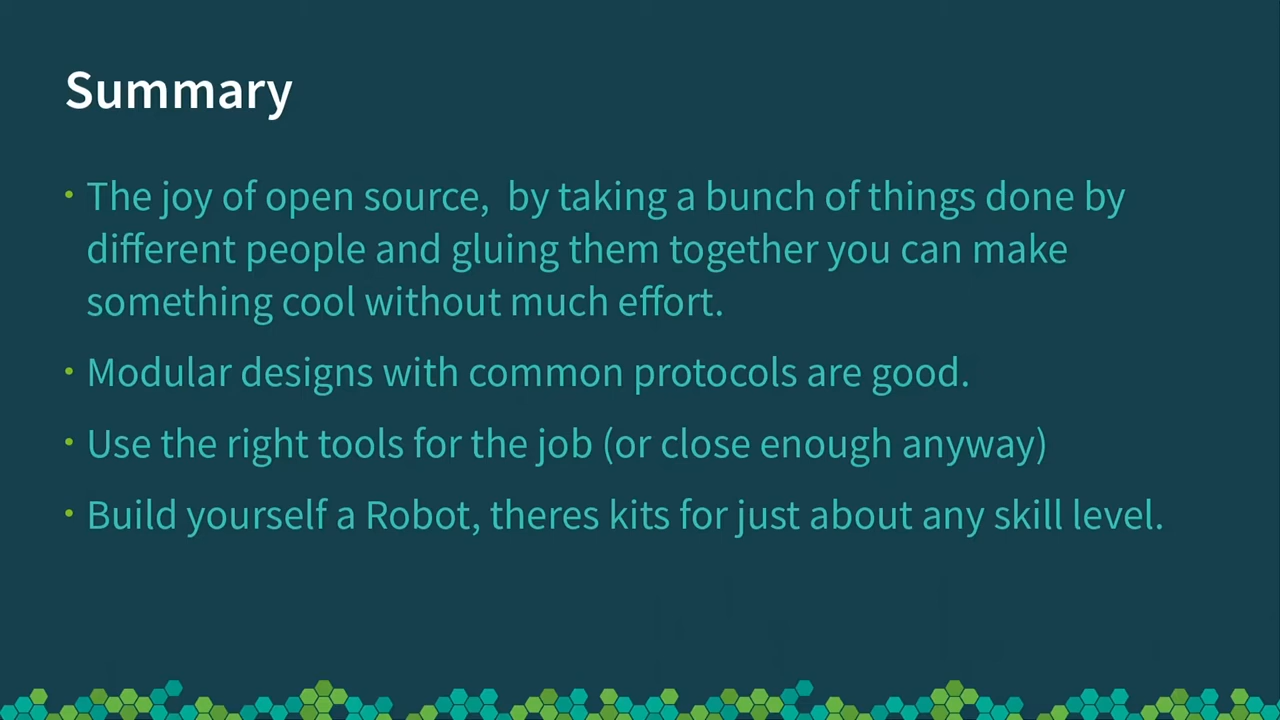 Summary
• The joy of open source,  by taking a bunch of things done by
different people and gluing them together you can make
something cool without much effort.
• Modular designs with common protocols are good.
• Use the right tools for the job (or close enough anyway)
• Build yourself a Robot, theres kits for just about any skill level.